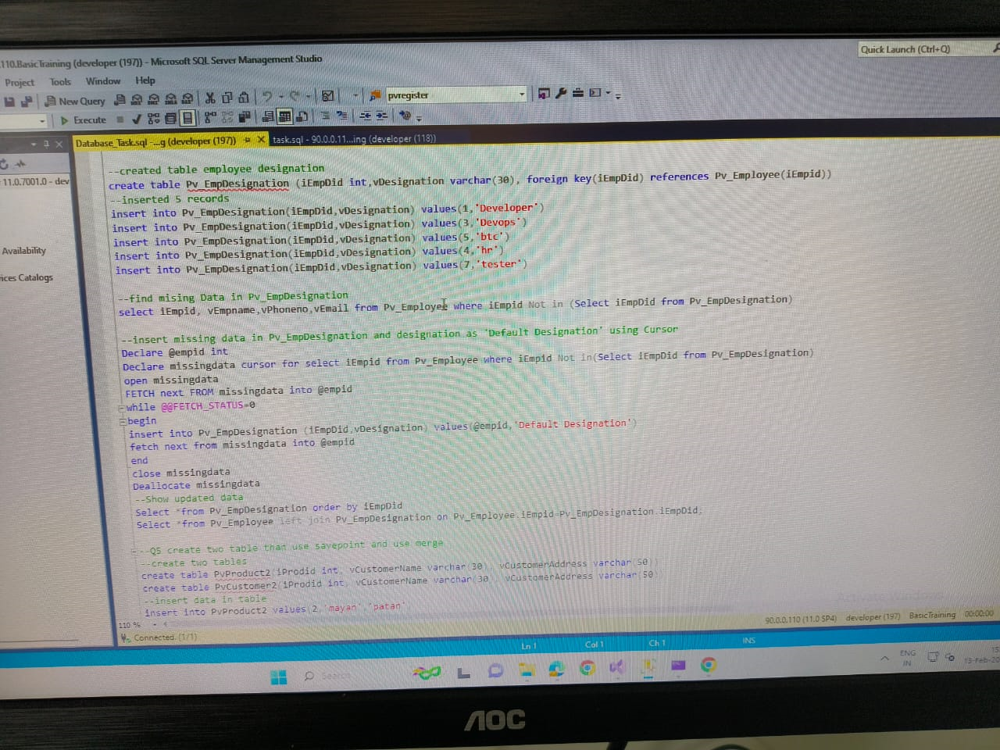 110.BasicTraining (developer (197)) - Microsoft SQL Server Management Studio
Quick Launch (Ctrl+Q)
Project Tools Window Help
New Query
pvregister
Execute
Database_Task.sql -...g (developer (197))
task.sql - 90.0.0.11...ing (developer (118))
11.0.7001.0 - dev
Availability
ices Catalogs
--created table employee designation
create table Pv_EmpDesignation (iEmpDid int,vDesignation varchar(30), foreign key(iEmpDid) references Pv_Employee(iEmpid))
--inserted 5 records
insert into Pv_EmpDesignation(iEmpDid,vDesignation) values(1,'Developer')
insert into Pv_EmpDesignation(iEmpDid,vDesignation) values(3,'Devops')
insert into Pv_EmpDesignation(iEmpDid,vDesignation) values(5,'btc')
insert into Pv_EmpDesignation(iEmpDid,vDesignation) values(4,'hr')
insert into Pv_EmpDesignation(iEmpDid,vDesignation) values(7,'tester')
--find mising Data in Pv_EmpDesignation
select iEmpid, vEmpname,vPhoneno,vEmail from Pv_Employee where iEmpid Not in (Select iEmpDid from Pv_EmpDesignation)
--insert missing data in Pv_EmpDesignation and designation as 'Default Designation' using Cursor
Declare @empid int
Declare missingdata cursor for select iEmpid from Pv_Employee where iEmpid Not in(Select iEmpDid from Pv_EmpDesignation)
open missingdata
FETCH next FROM missingdata into @empid
while @@FETCH_STATUS=0
begin
insert into Pv_EmpDesignation (iEmpDid,vDesignation) values(@empid,'Default Designation')
fetch next from missingdata into @empid
end
close missingdata
Deallocate missingdata
--Show updated data
Select *from Pv_EmpDesignation order by iEmpDid
Select *from Pv_Employee left join Pv_EmpDesignation on Pv_Employee.iEmpid=Pv_EmpDesignation.iEmpDid;
--Q5 create two table than use savepoint and use merge
--create two tables
create table PvProduct2(iProdid int, vCustomerName varchar(30), vCustomerAddress varchar(50))
create table PvCustomer2(iProdid int, vCustomerName varchar(30), vCustomerAddress varchar(50)
--insert data in table
insert into PvProduct2 values(2,'mayan','patan'
110 %
Activate Windows
Connected. (1/1)
90.0.0.110 (11.0 SP4) developer (197) BasicTraining 00:00:00
Ln 1 Col 1 Ch 1 INS
Search
ENG
IN
13-Feb-20
AOC